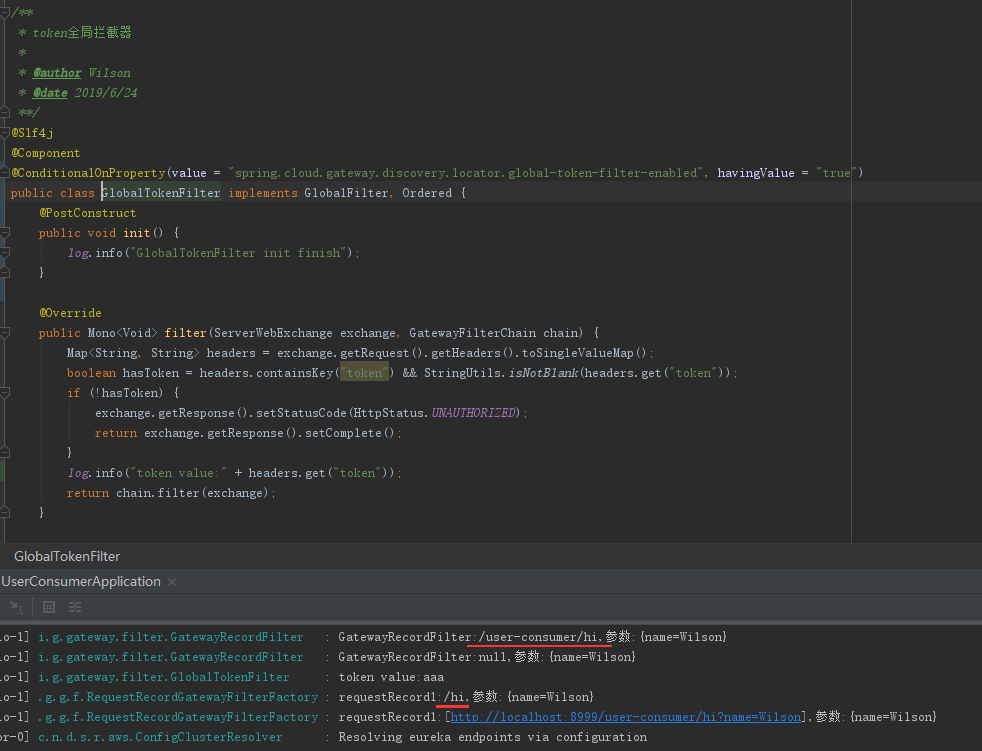 /**
 * token全局拦截器
 *
 * @author Wilson
 * @date 2019/6/24
 **/
@Slf4j
@Component
@ConditionalOnProperty(value = "spring.cloud.gateway.discovery.locator.global-token-filter-enabled", havingValue = "true")
public class GlobalTokenFilter implements GlobalFilter, Ordered {
    @PostConstruct
    public void init() {
        log.info("GlobalTokenFilter init finish");
    }
    @Override
    public Mono<Void> filter(ServerWebExchange exchange, GatewayFilterChain chain) {
        Map<String, String> headers = exchange.getRequest().getHeaders().toSingleValueMap();
        boolean hasToken = headers.containsKey("token") && StringUtils.isNotBlank(headers.get("token"));
        if (!hasToken) {
            exchange.getResponse().setStatusCode(HttpStatus.UNAUTHORIZED);
            return exchange.getResponse().setComplete();
        }
        log.info("token value:" + headers.get("token"));
        return chain.filter(exchange);
    }
GlobalTokenFilter
UserConsumerApplication ×
io-1] i.g.gateway.filter.GatewayRecordFilter : GatewayRecordFilter:/user-consumer/hi,参数:{name=Wilson}
io-1] i.g.gateway.filter.GatewayRecordFilter : GatewayRecordFilter:null,参数:{name=Wilson}
io-1] i.g.gateway.filter.GlobalTokenFilter : token value:aaa
io-1] .g.g.f.RequestRecordGatewayFilterFactory : requestRecord1:/hi,参数:{name=Wilson}
io-1] .g.g.f.RequestRecordGatewayFilterFactory : requestRecord1:[http://localhost:8999/user-consumer/hi?name=Wilson],参数:{name=Wilson}
or-0] c.n.d.s.r.aws.ConfigClusterResolver : Resolving eureka endpoints via configuration